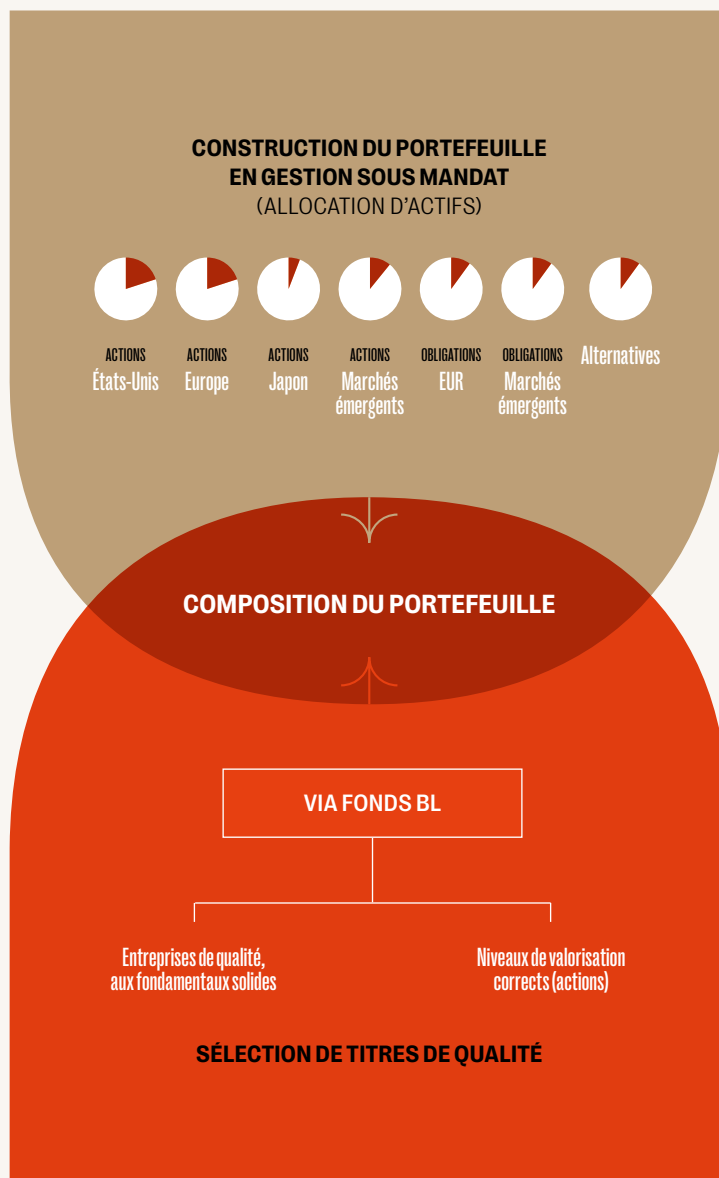 CONSTRUCTION DU PORTEFEUILLE
EN GESTION SOUS MANDAT
(ALLOCATION D’ACTIFS)
ACTIONS
États-Unis
ACTIONS
Europe
ACTIONS
Japon
ACTIONS
Marchés
émergents
OBLIGATIONS
EUR
OBLIGATIONS
Marchés
émergents
Alternatives
COMPOSITION DU PORTEFEUILLE
VIA FONDS BL
Entreprises de qualité,
aux fondamentaux solides
Niveaux de valorisation
corrects (actions)
SÉLECTION DE TITRES DE QUALITÉ